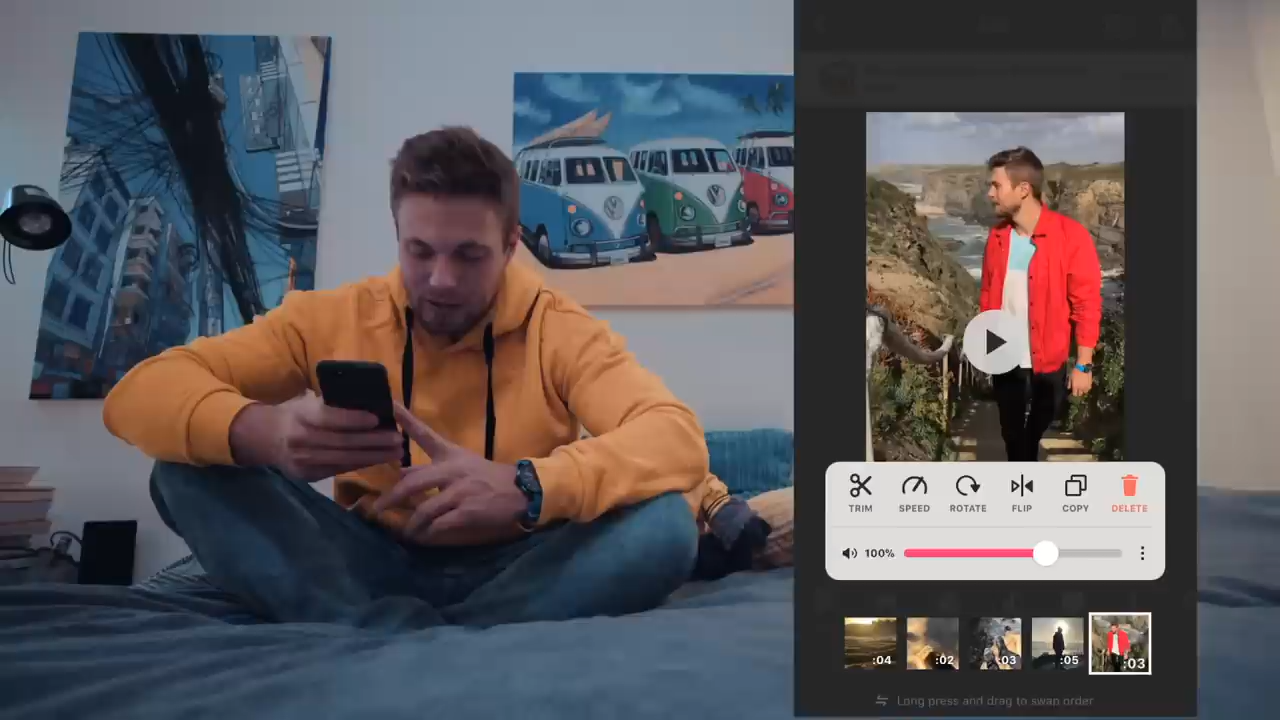 TRIM SPEED ROTATE FLIP COPY DELETE
100%
:04 :02 :03 :05 :03
Long press and drag to swap order